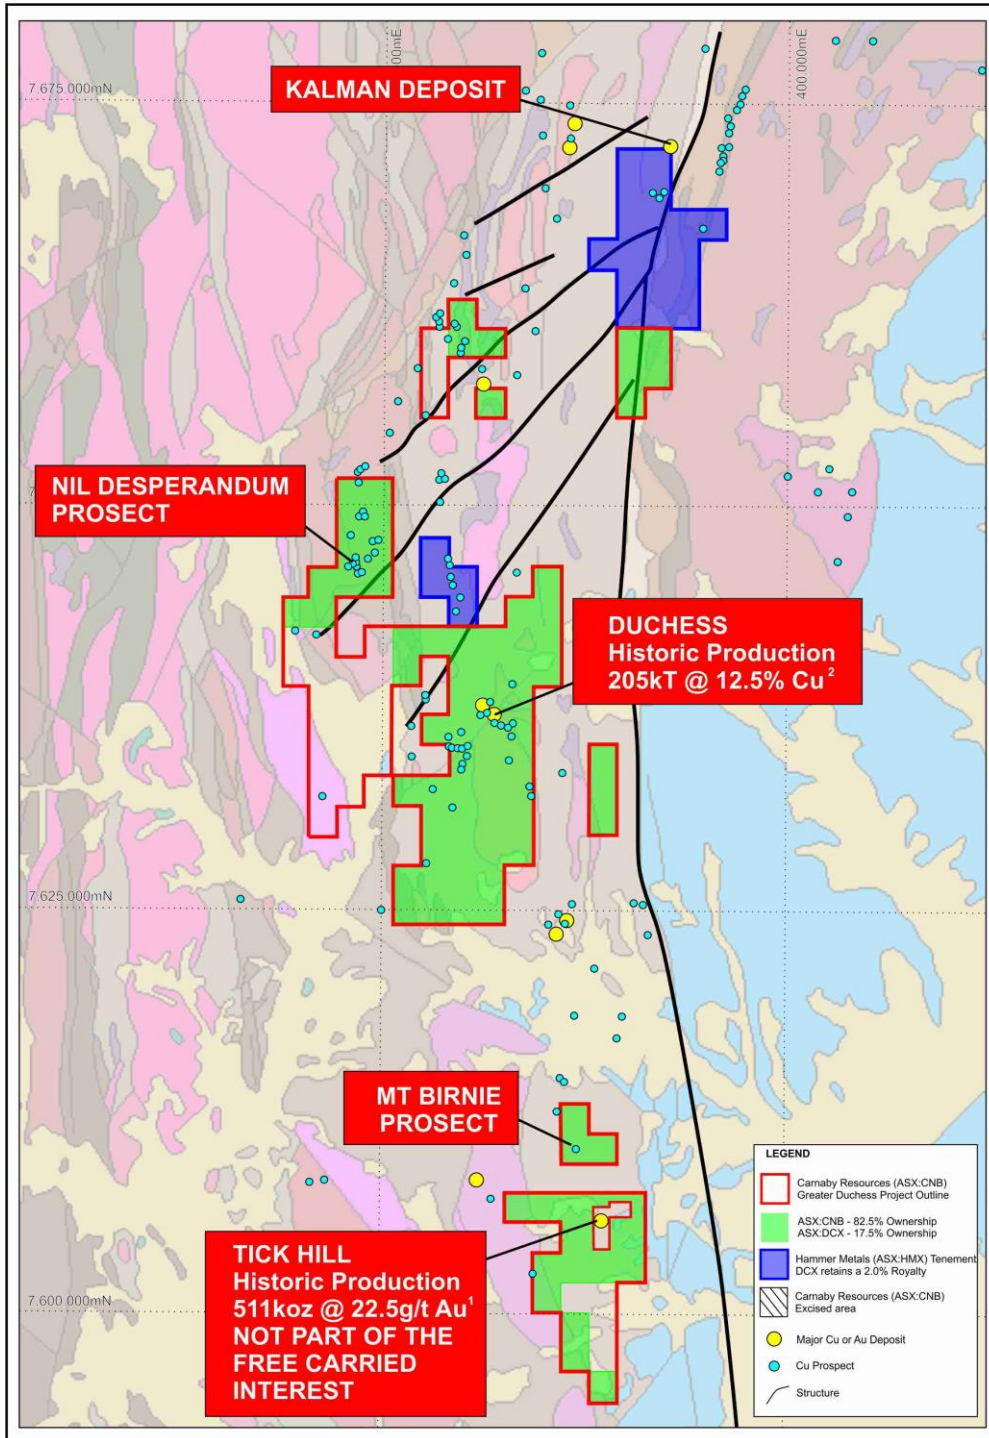 7.675.000mN
400 000mE
KALMAN DEPOSIT
NIL DESPERANDUM
PROSECT
DUCHESS
Historic Production
205kT @ 12.5% Cu²
7.625.000mN
MT BIRNIE
PROSECT
TICK HILL
Historic Production
511koz @ 22.5g/t Au¹
NOT PART OF THE
FREE CARRIED
INTEREST
7.600 000mN
LEGEND
Carnaby Resources (ASX:CNB)
Greater Duchess Project Outline
ASX:CNB - 82.5% Ownership
ASX:DCX - 17.5% Ownership
Hammer Metals (ASX:HMX) Tenement
DCX retains a 2.0% Royalty
Carnaby Resources (ASX:CNB)
Excised area
Major Cu or Au Deposit
Cu Prospect
Structure